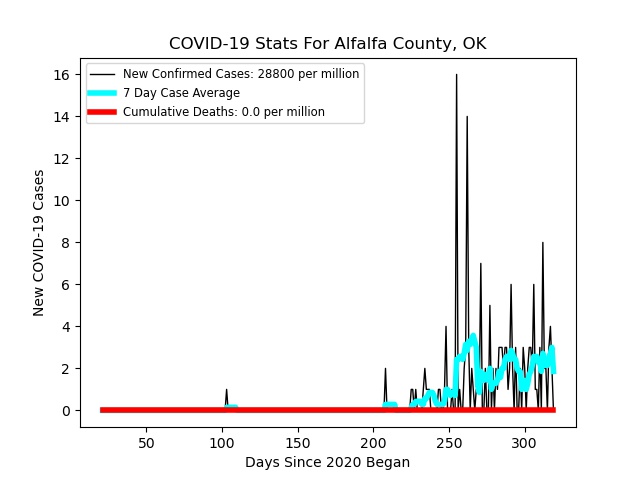 COVID-19 Stats For Alfalfa County, OK
New Confirmed Cases: 28800 per million
7 Day Case Average
Cumulative Deaths: 0.0 per million
New COVID-19 Cases
16
14
12
10
8
6
4
2
0
50 100 150 200 250 300
Days Since 2020 Began